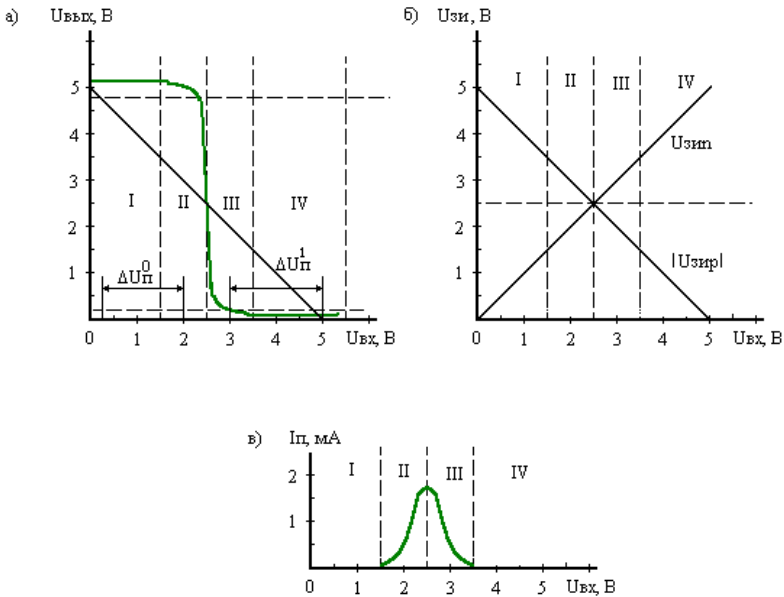 а) Uвых, В
5
4
3
2
1
I II III IV
ΔUп⁰ ΔUп¹
0 1 2 3 4 5 Uвх, В
б) Uзи, В
5
4
3
2
1
I II III IV
Uзиn
|Uзир|
0 1 2 3 4 5 Uвх, В
в) Iп, мА
2
1
I II III IV
0 1 2 3 4 5 Uвх, В